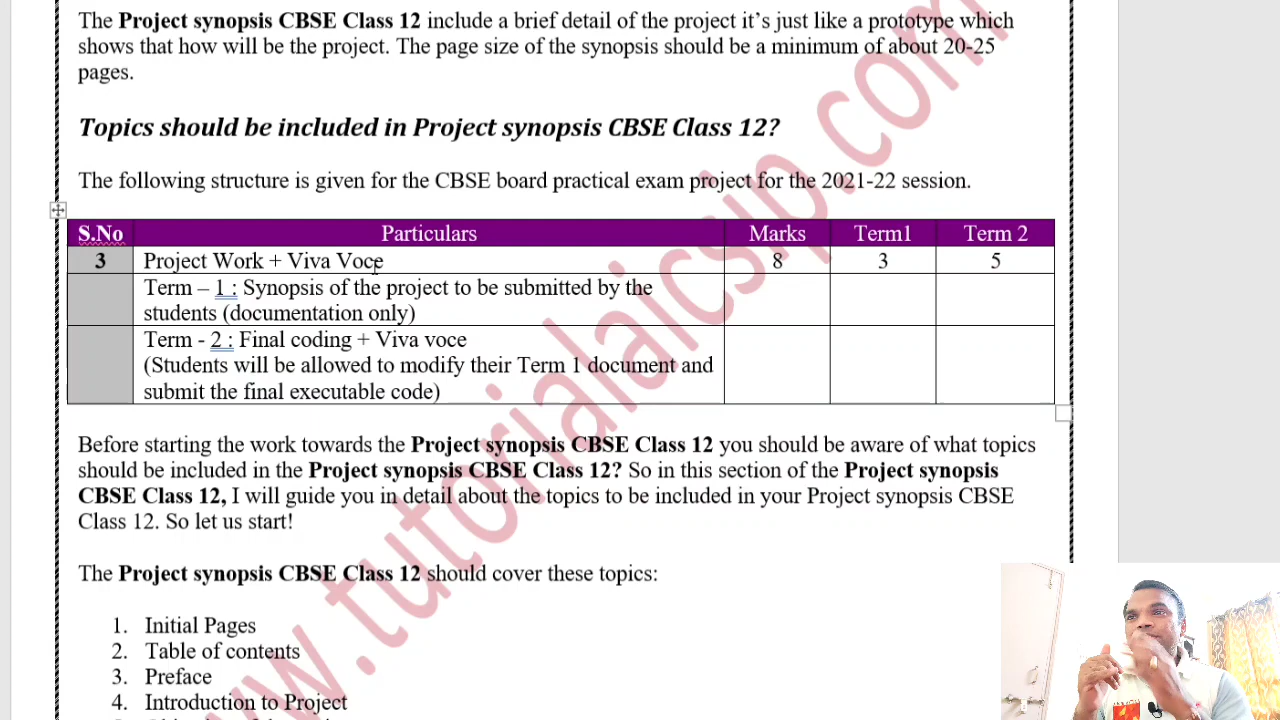 The Project synopsis CBSE Class 12 include a brief detail of the project it’s just like a prototype which
shows that how will be the project. The page size of the synopsis should be a minimum of about 20-25
pages.
Topics should be included in Project synopsis CBSE Class 12?
The following structure is given for the CBSE board practical exam project for the 2021-22 session.
S.No Particulars Marks Term1 Term 2
3 Project Work + Viva Voce 8 3 5
Term – 1 : Synopsis of the project to be submitted by the
students (documentation only)
Term - 2 : Final coding + Viva voce
(Students will be allowed to modify their Term 1 document and
submit the final executable code)
Before starting the work towards the Project synopsis CBSE Class 12 you should be aware of what topics
should be included in the Project synopsis CBSE Class 12? So in this section of the Project synopsis
CBSE Class 12, I will guide you in detail about the topics to be included in your Project synopsis CBSE
Class 12. So let us start!
The Project synopsis CBSE Class 12 should cover these topics:
1. Initial Pages
2. Table of contents
3. Preface
4. Introduction to Project
www.tutorialaicsip.com